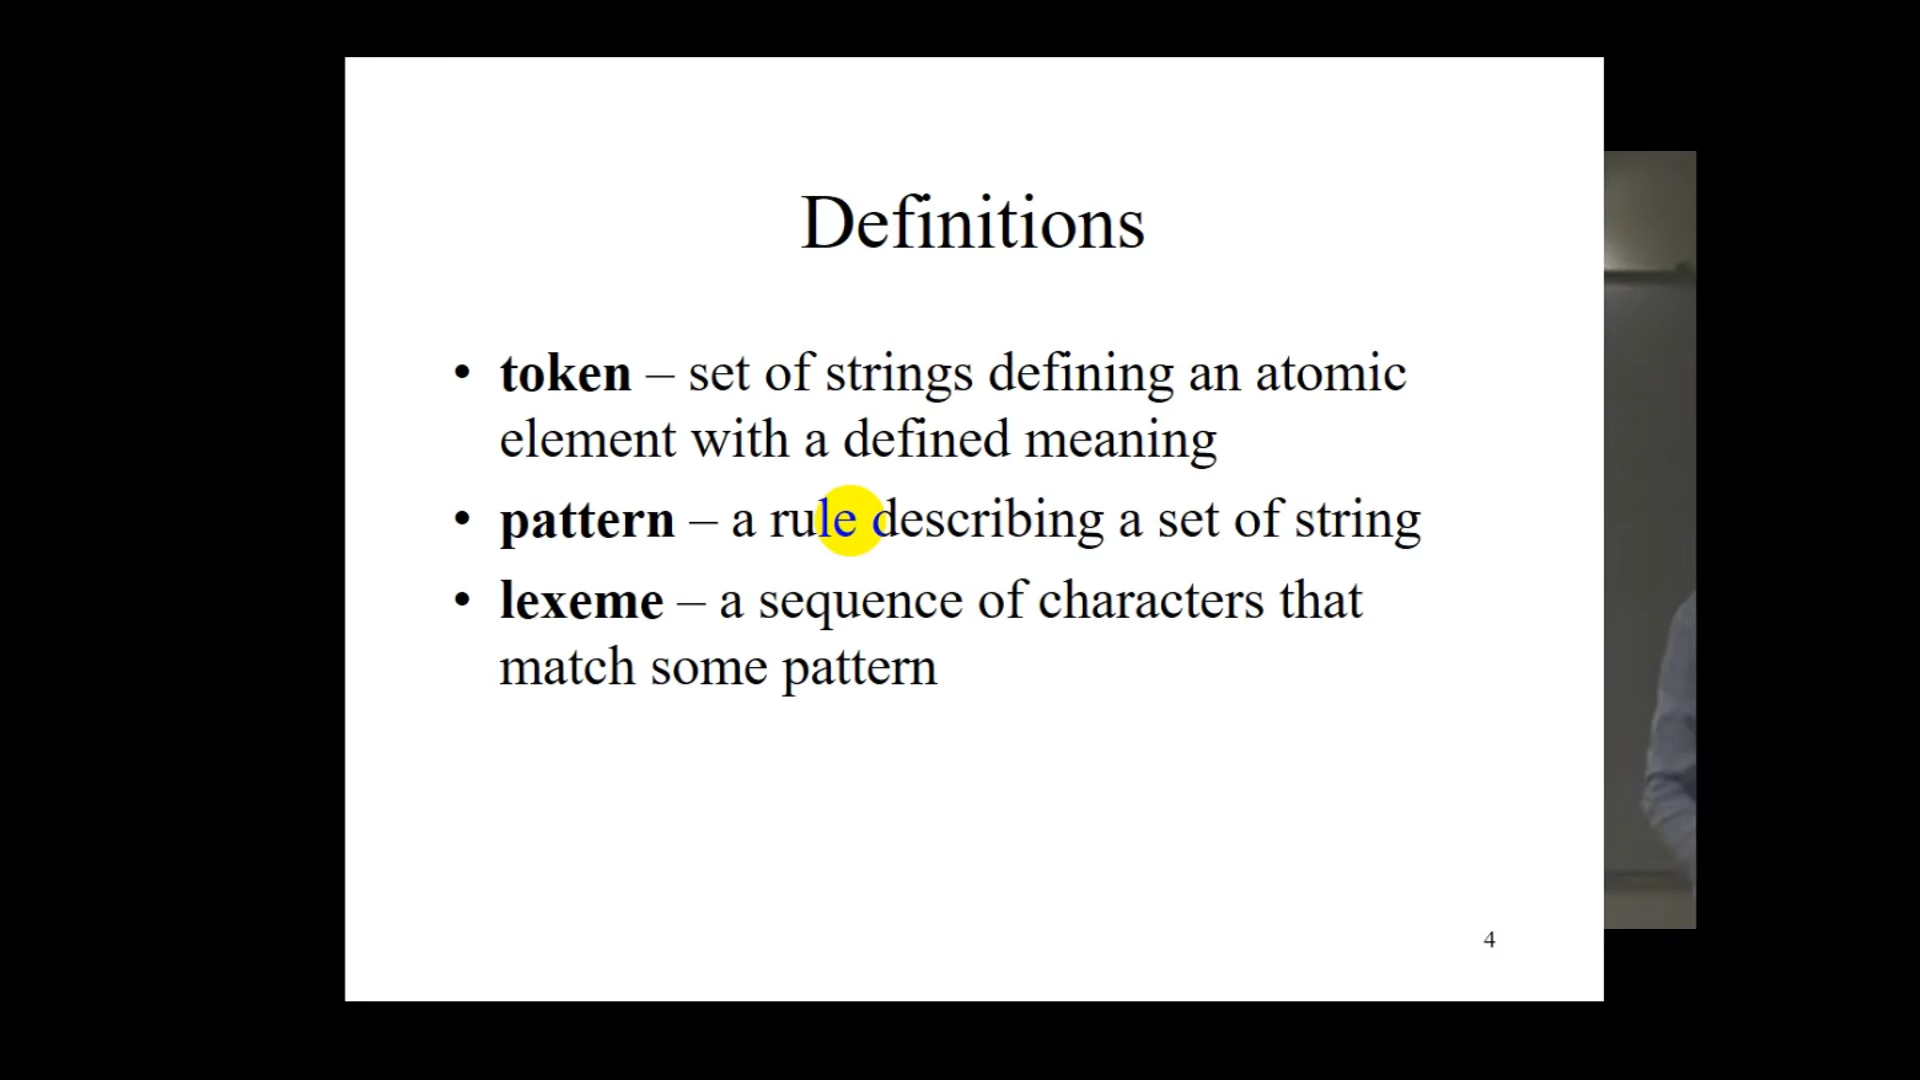 Definitions
• token – set of strings defining an atomic
element with a defined meaning
• pattern – a rule describing a set of string
• lexeme – a sequence of characters that
match some pattern
4